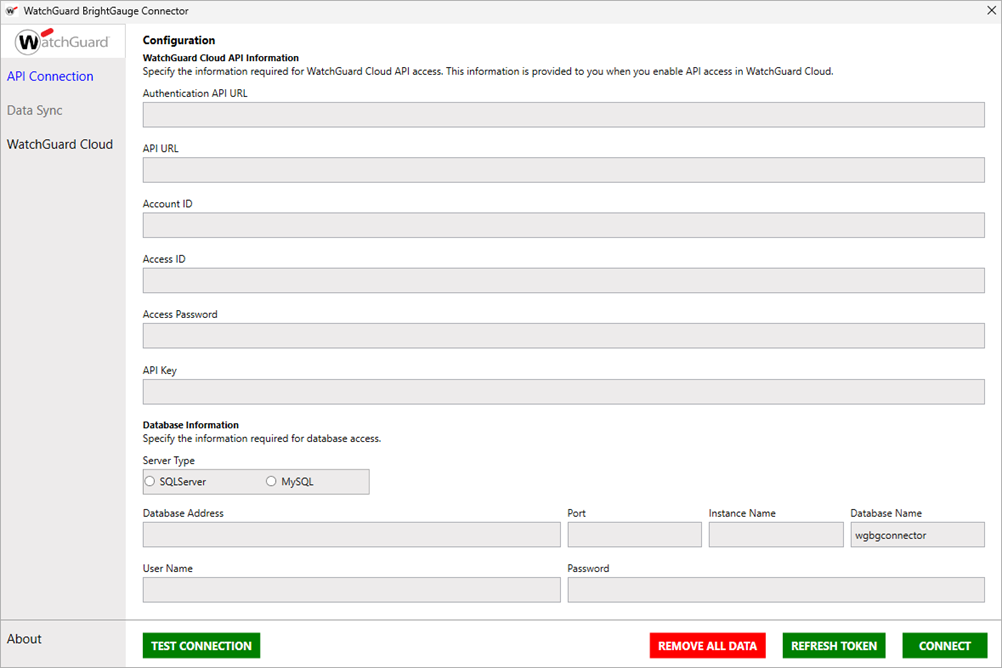 WatchGuard BrightGauge Connector
WatchGuard
API Connection
Data Sync
WatchGuard Cloud
Configuration
WatchGuard Cloud API Information
Specify the information required for WatchGuard Cloud API access. This information is provided to you when you enable API access in WatchGuard Cloud.
Authentication API URL
API URL
Account ID
Access ID
Access Password
API Key
Database Information
Specify the information required for database access.
Server Type
SQLServer MySQL
Database Address Port Instance Name Database Name
wgbgconnector
User Name Password
About
TEST CONNECTION REMOVE ALL DATA REFRESH TOKEN CONNECT